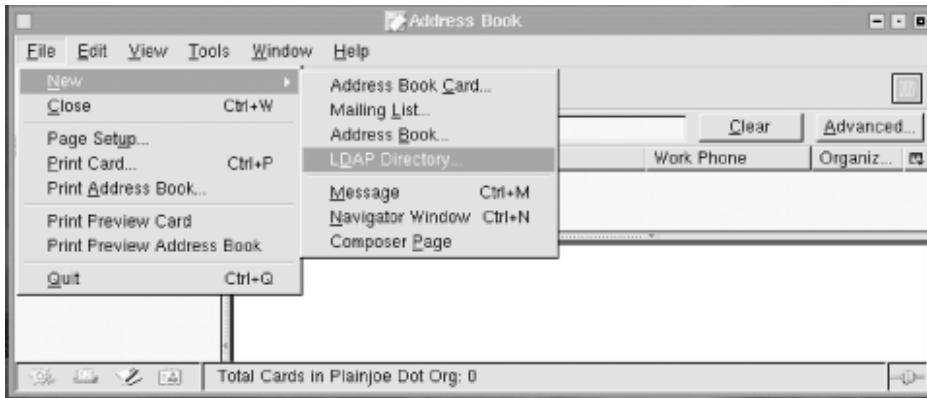 Address Book
File Edit View Tools Window Help
New
Close Ctrl+W
Page Setup...
Print Card... Ctrl+P
Print Address Book...
Print Preview Card
Print Preview Address Book
Quit Ctrl+Q
Address Book Card...
Mailing List...
Address Book...
LDAP Directory...
Message Ctrl+M
Navigator Window Ctrl+N
Composer Page
Clear Advanced...
Work Phone Organiz...
Total Cards in Plainjoe Dot Org: 0